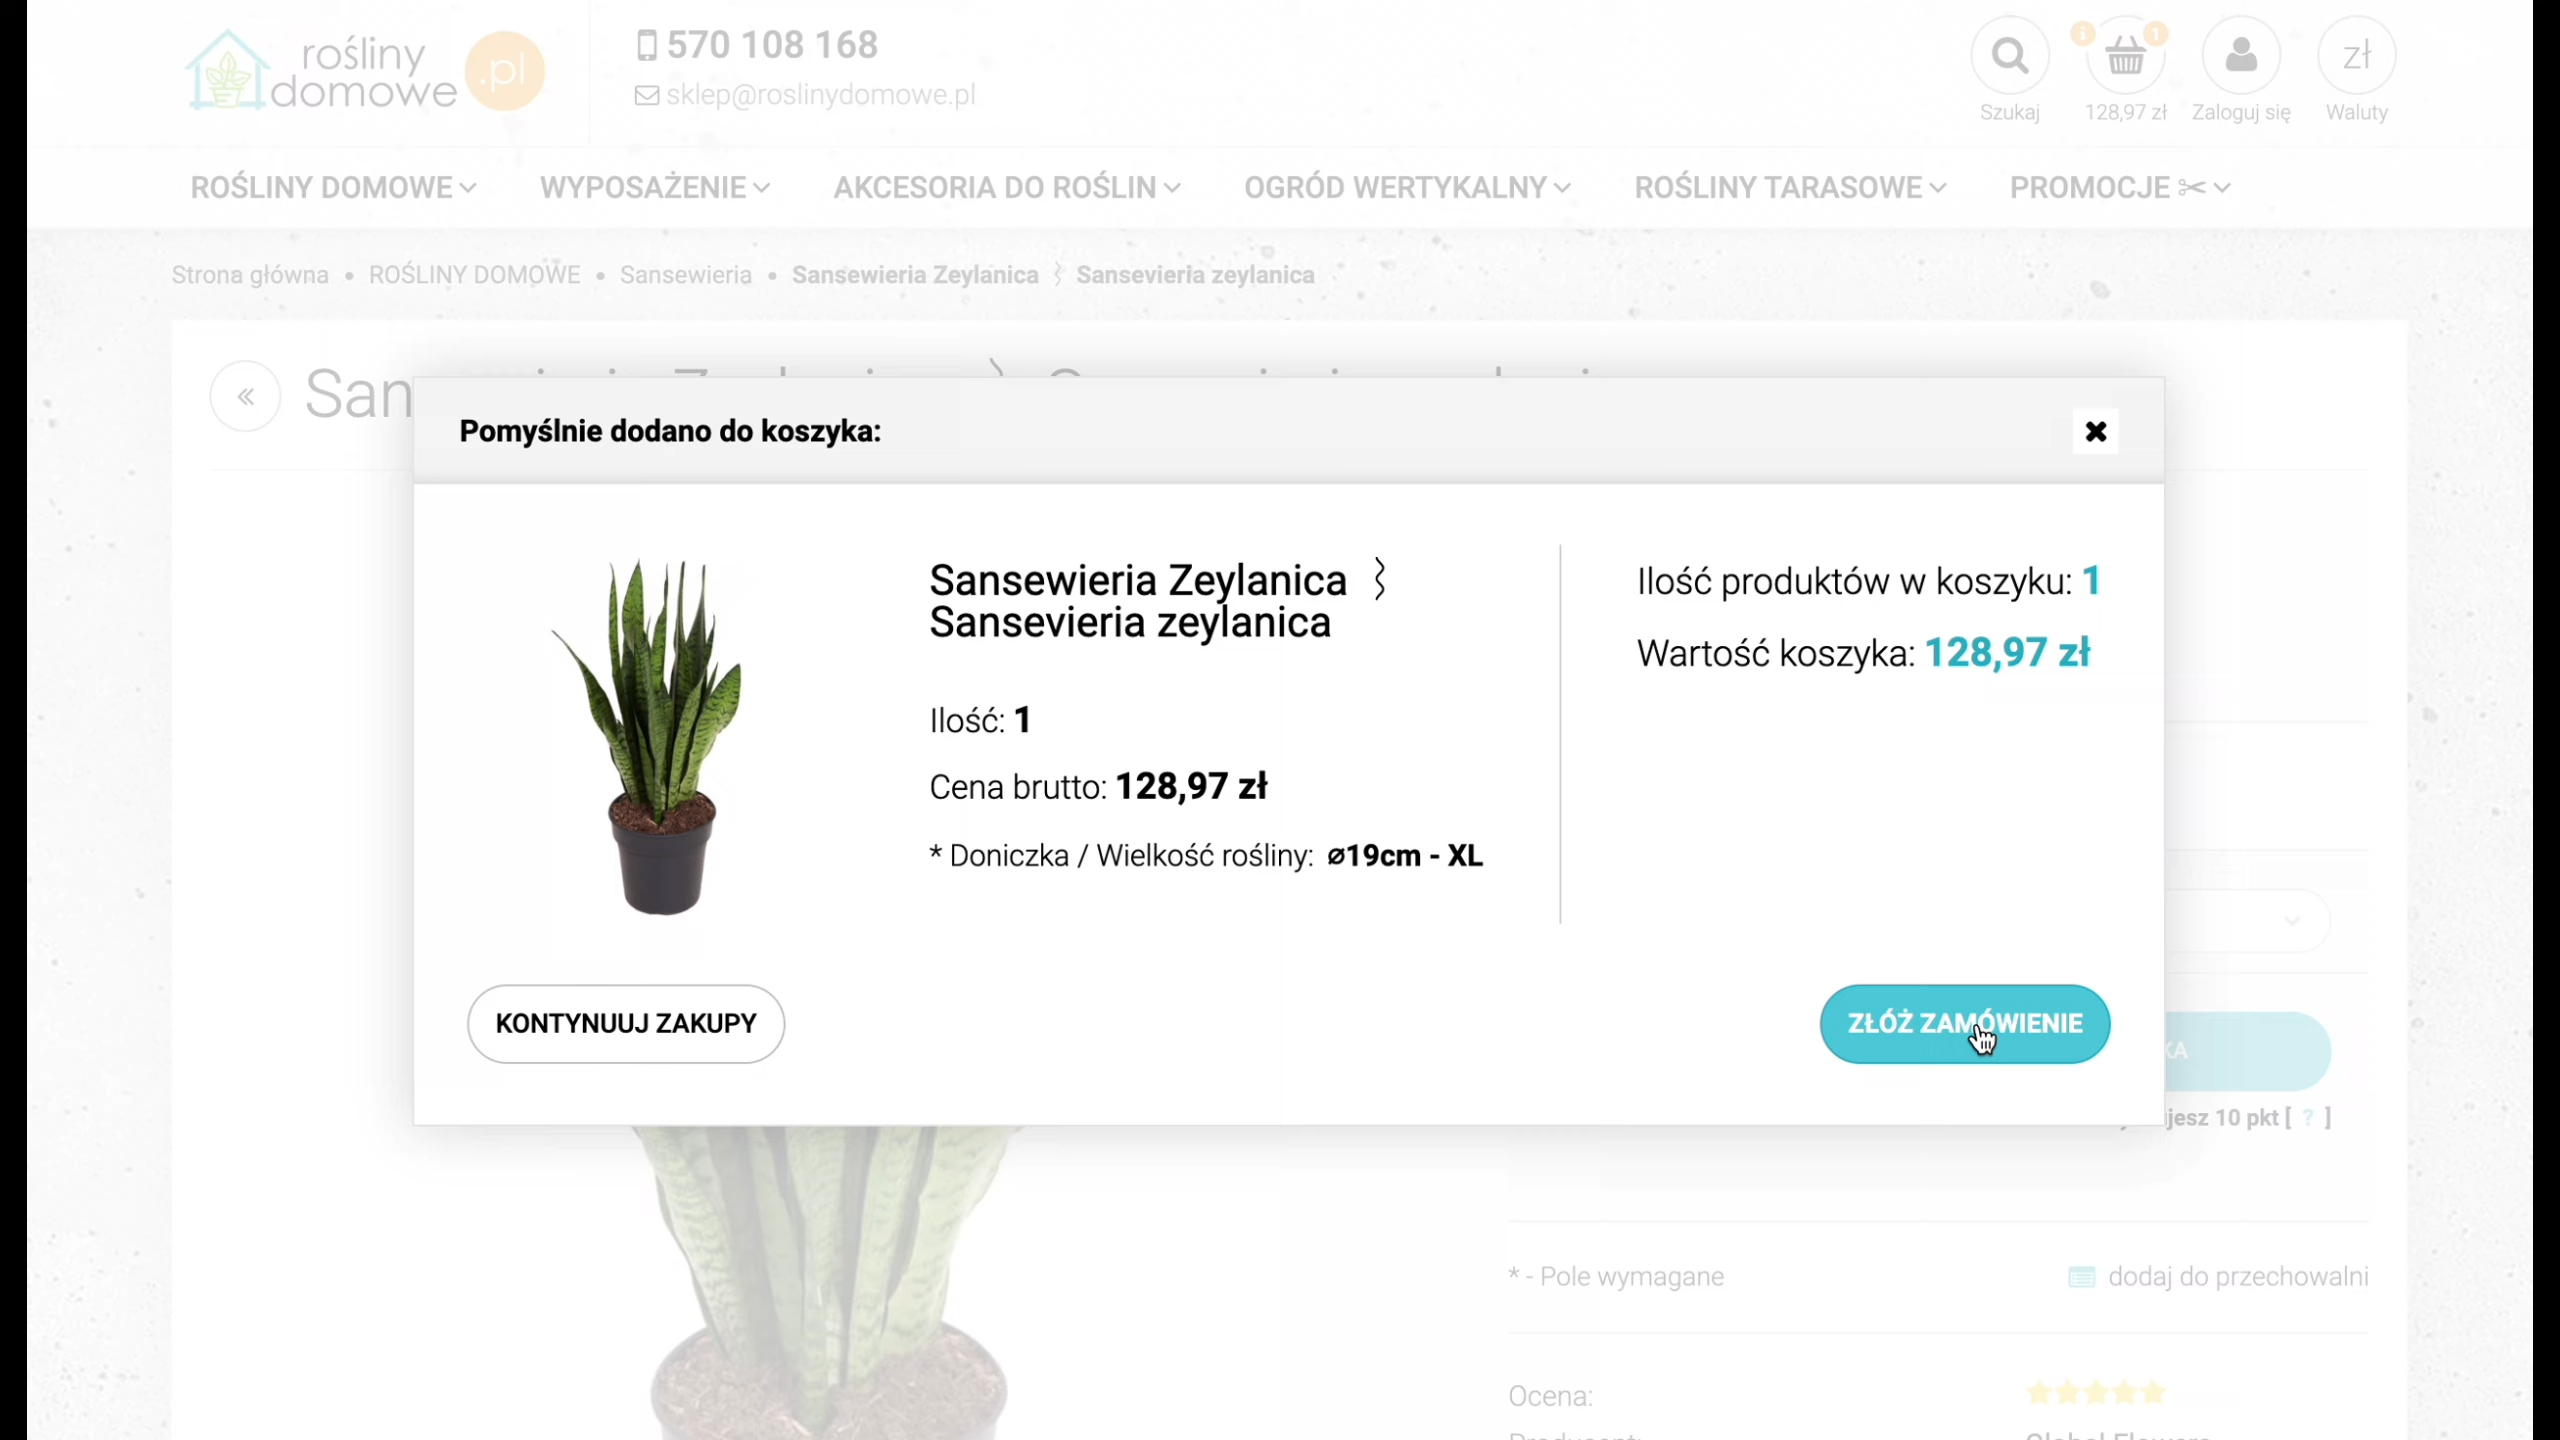 rośliny
domowe .pl
570 108 168
sklep@roslinydomowe.pl
1
Szukaj
128,97 zł
Zaloguj się
zł
Waluty
ROŚLINY DOMOWE
WYPOSAŻENIE
AKCESORIA DO ROŚLIN
OGRÓD WERTYKALNY
ROŚLINY TARASOWE
PROMOCJE
Strona główna • ROŚLINY DOMOWE • Sansewieria • Sansewieria Zeylanica ⸾ Sansevieria zeylanica
Pomyślnie dodano do koszyka:
Sansewieria Zeylanica ⸾
Sansevieria zeylanica
Ilość: 1
Cena brutto: 128,97 zł
* Doniczka / Wielkość rośliny: ⌀19cm - XL
Ilość produktów w koszyku: 1
Wartość koszyka: 128,97 zł
KONTYNUUJ ZAKUPY
ZŁÓŻ ZAMÓWIENIE
10 pkt [ ? ]
* - Pole wymagane
dodaj do przechowalni
Ocena: